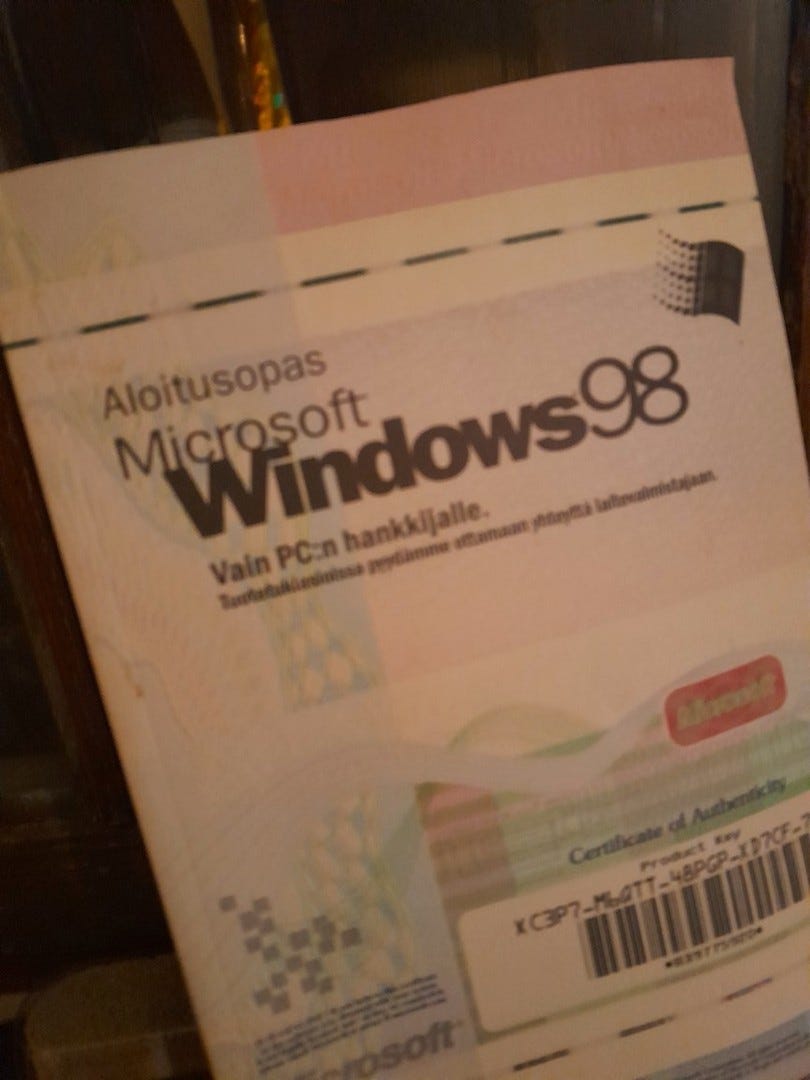 Aloitusopas
Microsoft
Windows98
Vain PC:n hankkijalle.
Tuotetukiasioissa pyydämme ottamaan yhteyttä laitevalmistajaan.
Microsoft
Certificate of Authenticity
Product Key
Microsoft